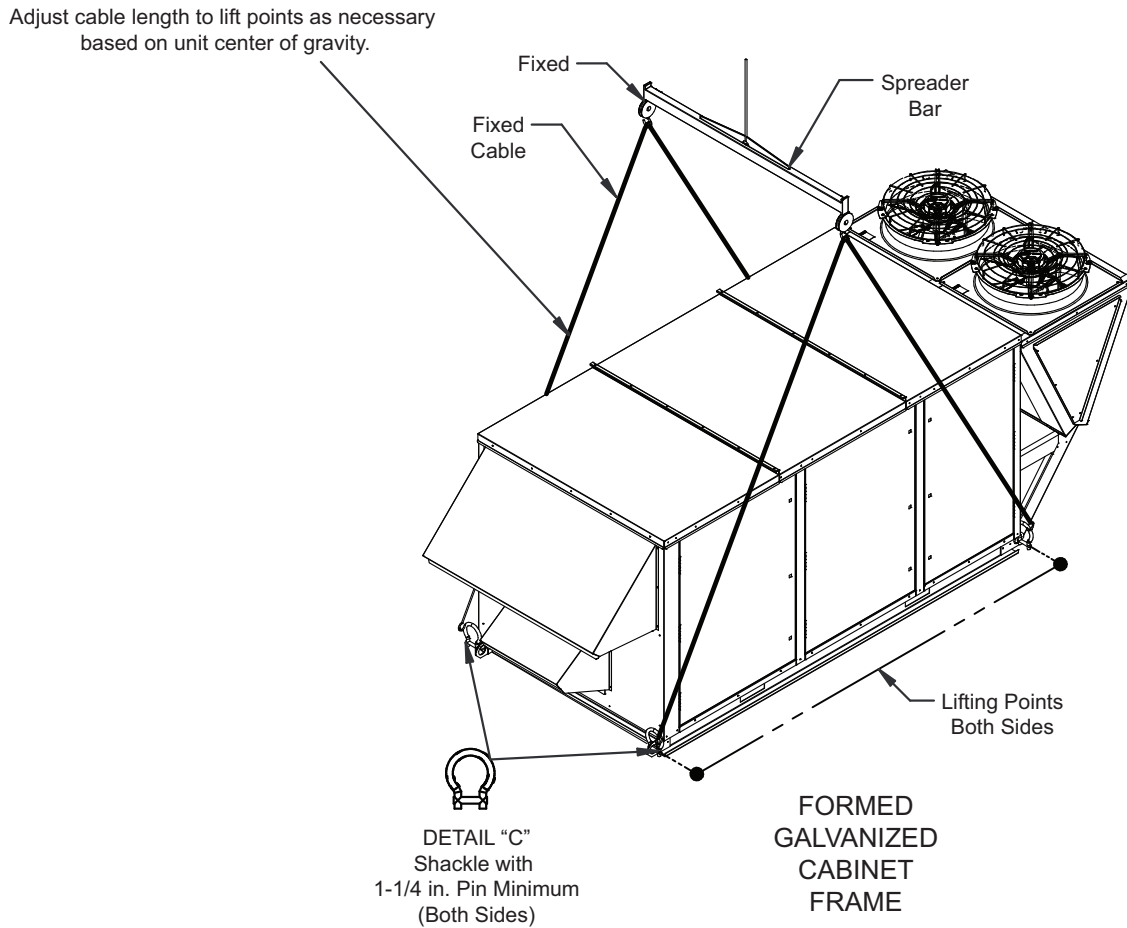 Adjust cable length to lift points as necessary
based on unit center of gravity.
Fixed
Spreader
Bar
Fixed
Cable
Lifting Points
Both Sides
DETAIL “C”
Shackle with
1-1/4 in. Pin Minimum
(Both Sides)
FORMED
GALVANIZED
CABINET
FRAME